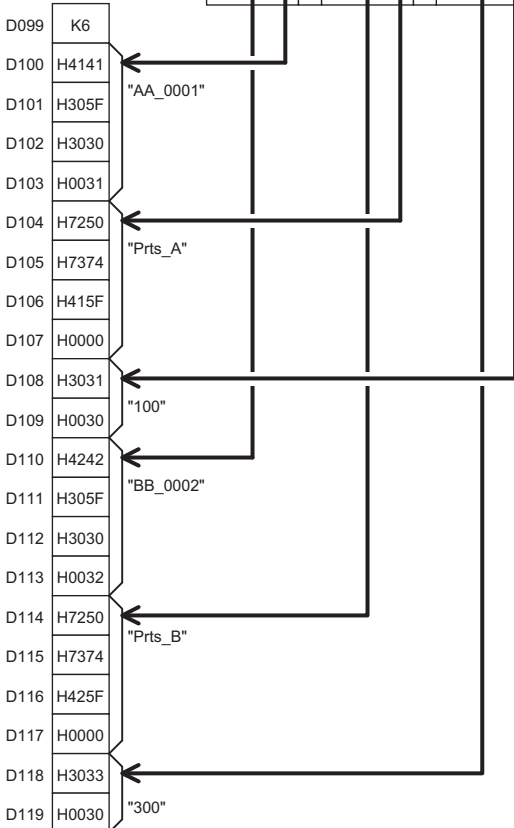 D099 K6
D100 H4141
"AA_0001"
D101 H305F
D102 H3030
D103 H0031
D104 H7250
"Prts_A"
D105 H7374
D106 H415F
D107 H0000
D108 H3031
"100"
D109 H0030
D110 H4242
"BB_0002"
D111 H305F
D112 H3030
D113 H0032
D114 H7250
"Prts_B"
D115 H7374
D116 H425F
D117 H0000
D118 H3033
"300"
D119 H0030